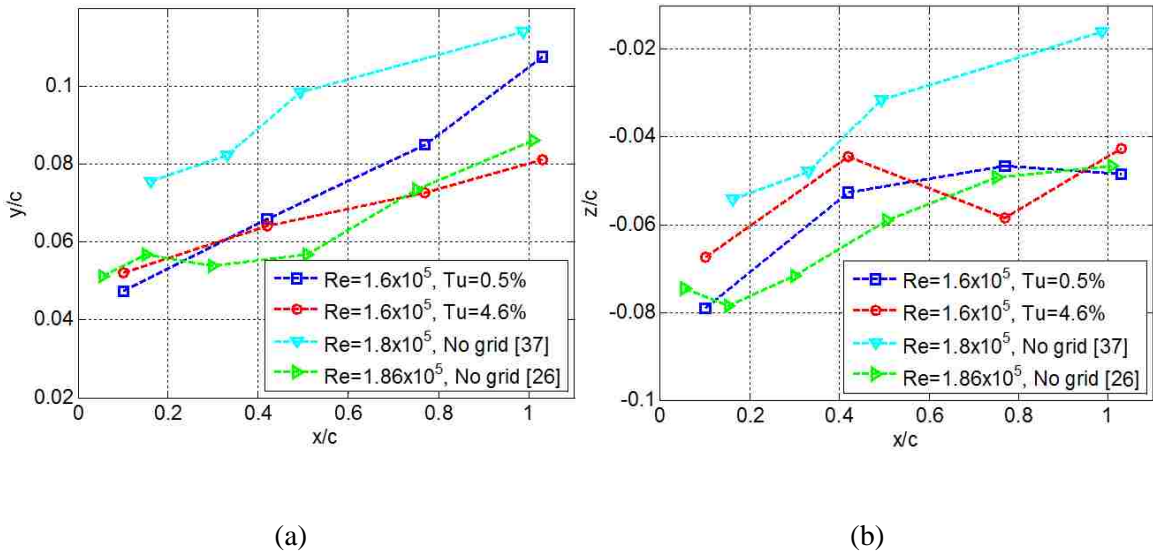 0.1
0.08
0.06
0.04
0.02
y/c
0 0.2 0.4 0.6 0.8 1
x/c
Re=1.6x10⁵, Tu=0.5%
Re=1.6x10⁵, Tu=4.6%
Re=1.8x10⁵, No grid [37]
Re=1.86x10⁵, No grid [26]
(a)
-0.02
-0.04
-0.06
-0.08
-0.1
z/c
0 0.2 0.4 0.6 0.8 1
x/c
Re=1.6x10⁵, Tu=0.5%
Re=1.6x10⁵, Tu=4.6%
Re=1.8x10⁵, No grid [37]
Re=1.86x10⁵, No grid [26]
(b)